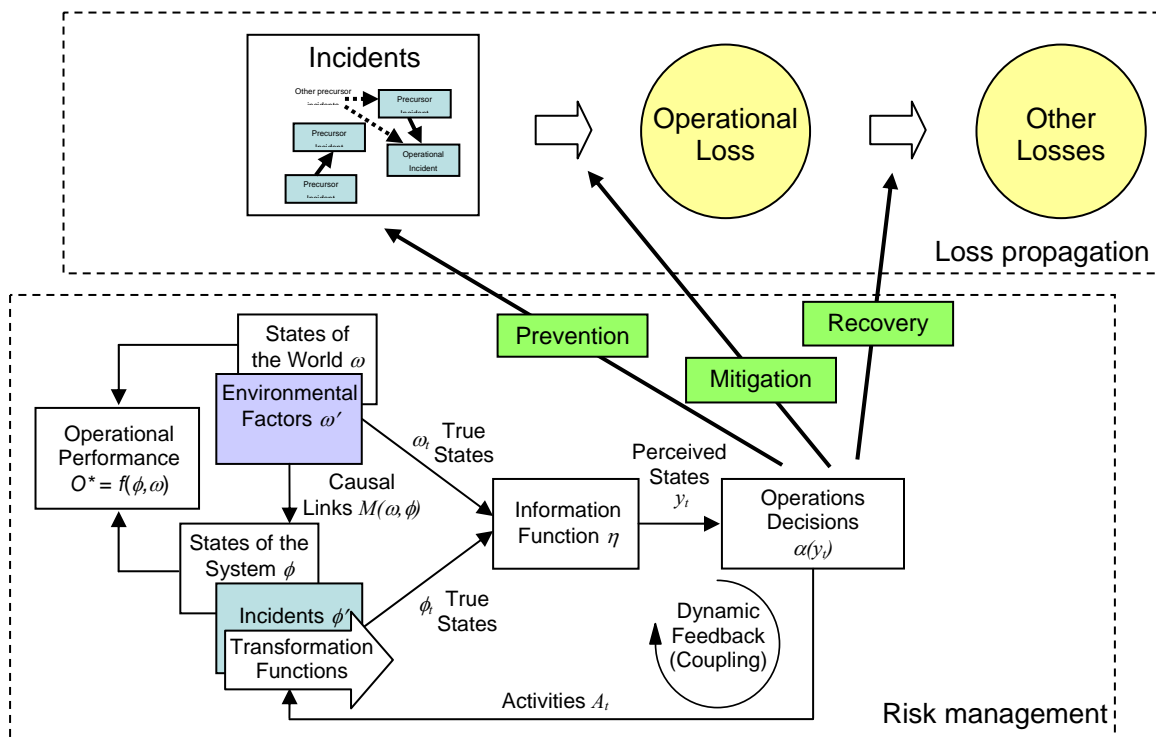 Incidents
Other precursor
Precursor
Precursor
Operational
Incident
Precursor
Operational
Loss
Other
Losses
Loss propagation
Prevention
Mitigation
Recovery
States of
the World ω
Environmental
Factors ω′
Operational
Performance
O* = f(ϕ,ω)
Causal
Links M(ω,ϕ)
States of the
System ϕ
Incidents ϕ′
Transformation
Functions
ωt True
States
ϕt True
States
Information
Function η
Perceived
States
yt
Operations
Decisions
α(yt)
Dynamic
Feedback
(Coupling)
Activities At
Risk management